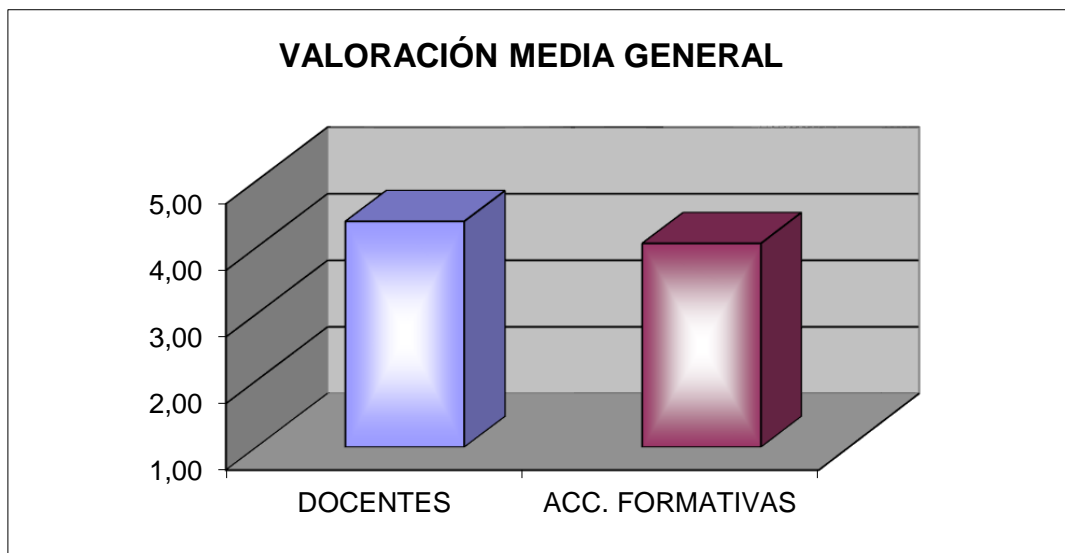 VALORACIÓN MEDIA GENERAL
5,00
4,00
3,00
2,00
1,00
DOCENTES ACC. FORMATIVAS